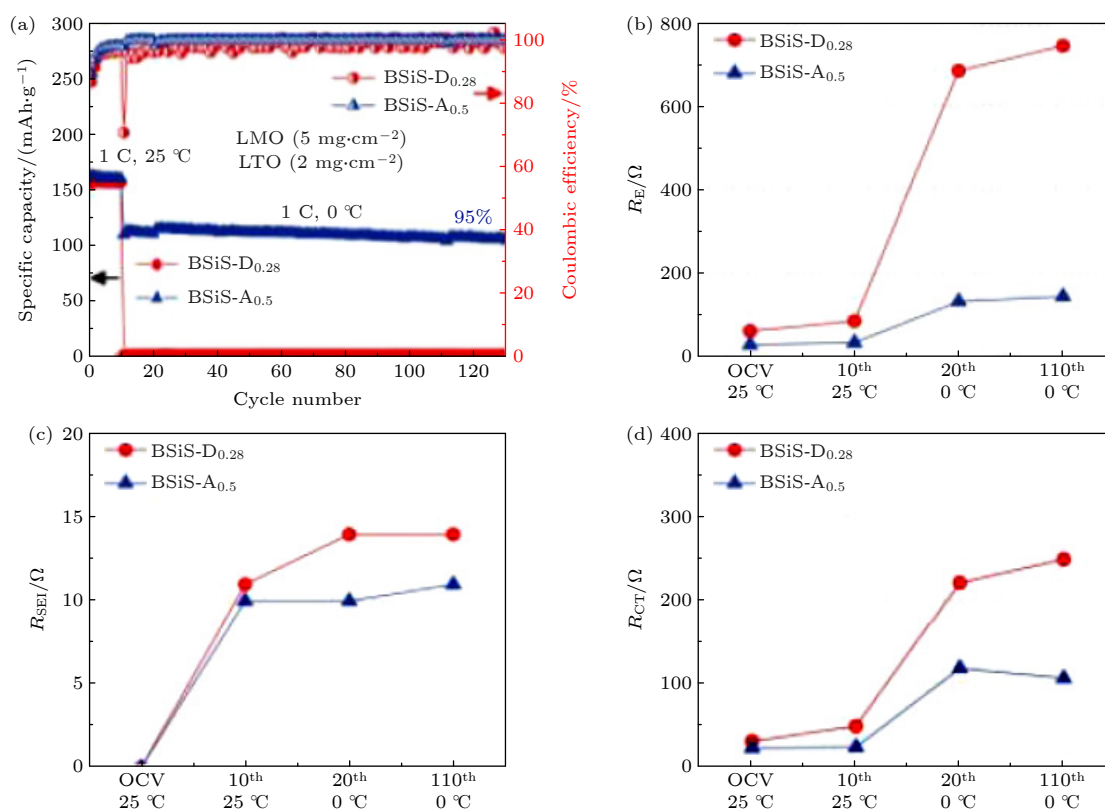 (a)
300
250
200
150
100
50
0
Specific capacity/(mAh·g⁻¹)
BSiS-D₀.₂₈
BSiS-A₀.₅
LMO (5 mg·cm⁻²)
LTO (2 mg·cm⁻²)
1 C, 25 ℃
1 C, 0 ℃
95%
BSiS-D₀.₂₈
BSiS-A₀.₅
100
80
60
40
20
0
Coulombic efficiency/%
0 20 40 60 80 100 120
Cycle number
(b)
800
600
400
200
0
R_E/Ω
BSiS-D₀.₂₈
BSiS-A₀.₅
OCV 10ᵗʰ 20ᵗʰ 110ᵗʰ
25 ℃ 25 ℃ 0 ℃ 0 ℃
(c)
20
15
10
5
0
R_SEI/Ω
BSiS-D₀.₂₈
BSiS-A₀.₅
OCV 10ᵗʰ 20ᵗʰ 110ᵗʰ
25 ℃ 25 ℃ 0 ℃ 0 ℃
(d)
400
300
200
100
0
R_CT/Ω
BSiS-D₀.₂₈
BSiS-A₀.₅
OCV 10ᵗʰ 20ᵗʰ 110ᵗʰ
25 ℃ 25 ℃ 0 ℃ 0 ℃